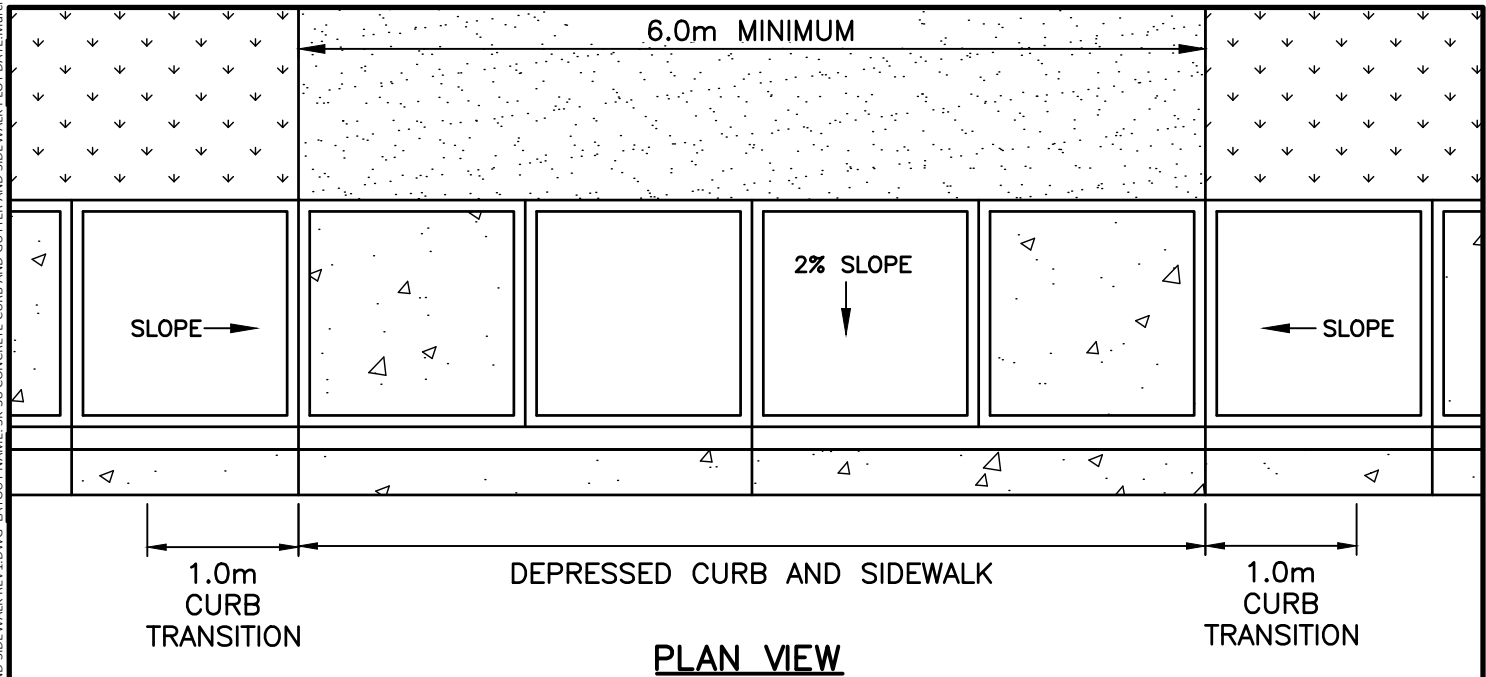 6.0m MINIMUM
2% SLOPE
SLOPE
SLOPE
1.0m
CURB
TRANSITION
DEPRESSED CURB AND SIDEWALK
1.0m
CURB
TRANSITION
PLAN VIEW